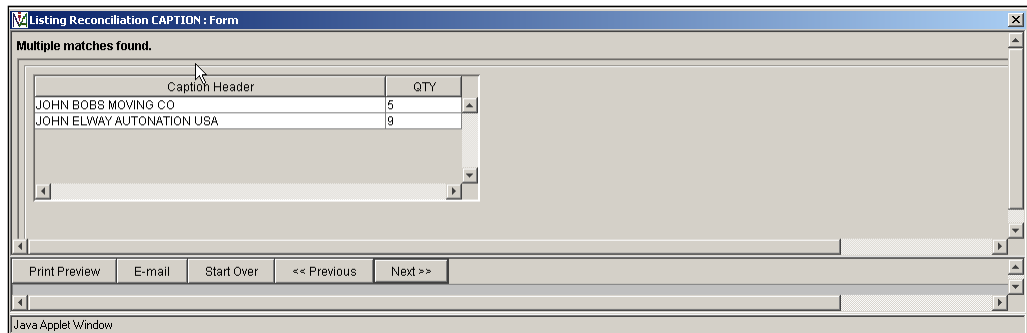 Listing Reconciliation CAPTION : Form
Multiple matches found.
Caption Header QTY
JOHN BOBS MOVING CO 5
JOHN ELWAY AUTONATION USA 9
Print Preview E-mail Start Over << Previous Next >>
Java Applet Window